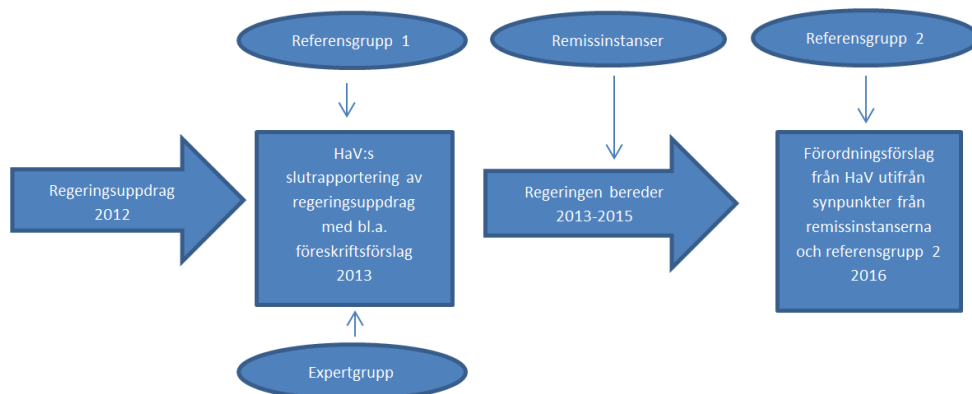 Referensgrupp 1
Remissinstanser
Referensgrupp 2
Regeringsuppdrag
2012
HaV:s
slutrapportering av
regeringsuppdrag
med bl.a.
föreskriftsförslag
2013
Regeringen bereder
2013-2015
Förordningsförslag
från HaV utifrån
synpunkter från
remissinstanserna
och referensgrupp 2
2016
Expertgrupp